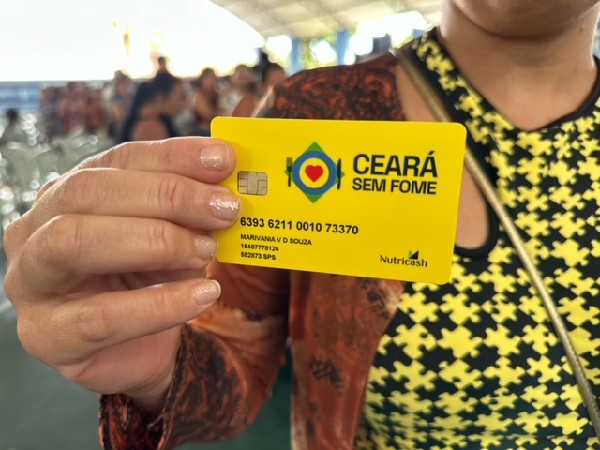 CEARÁ
SEM FOME
6393 6211 0010 73370
MARIVANIA V D SOUZA
Nutricash